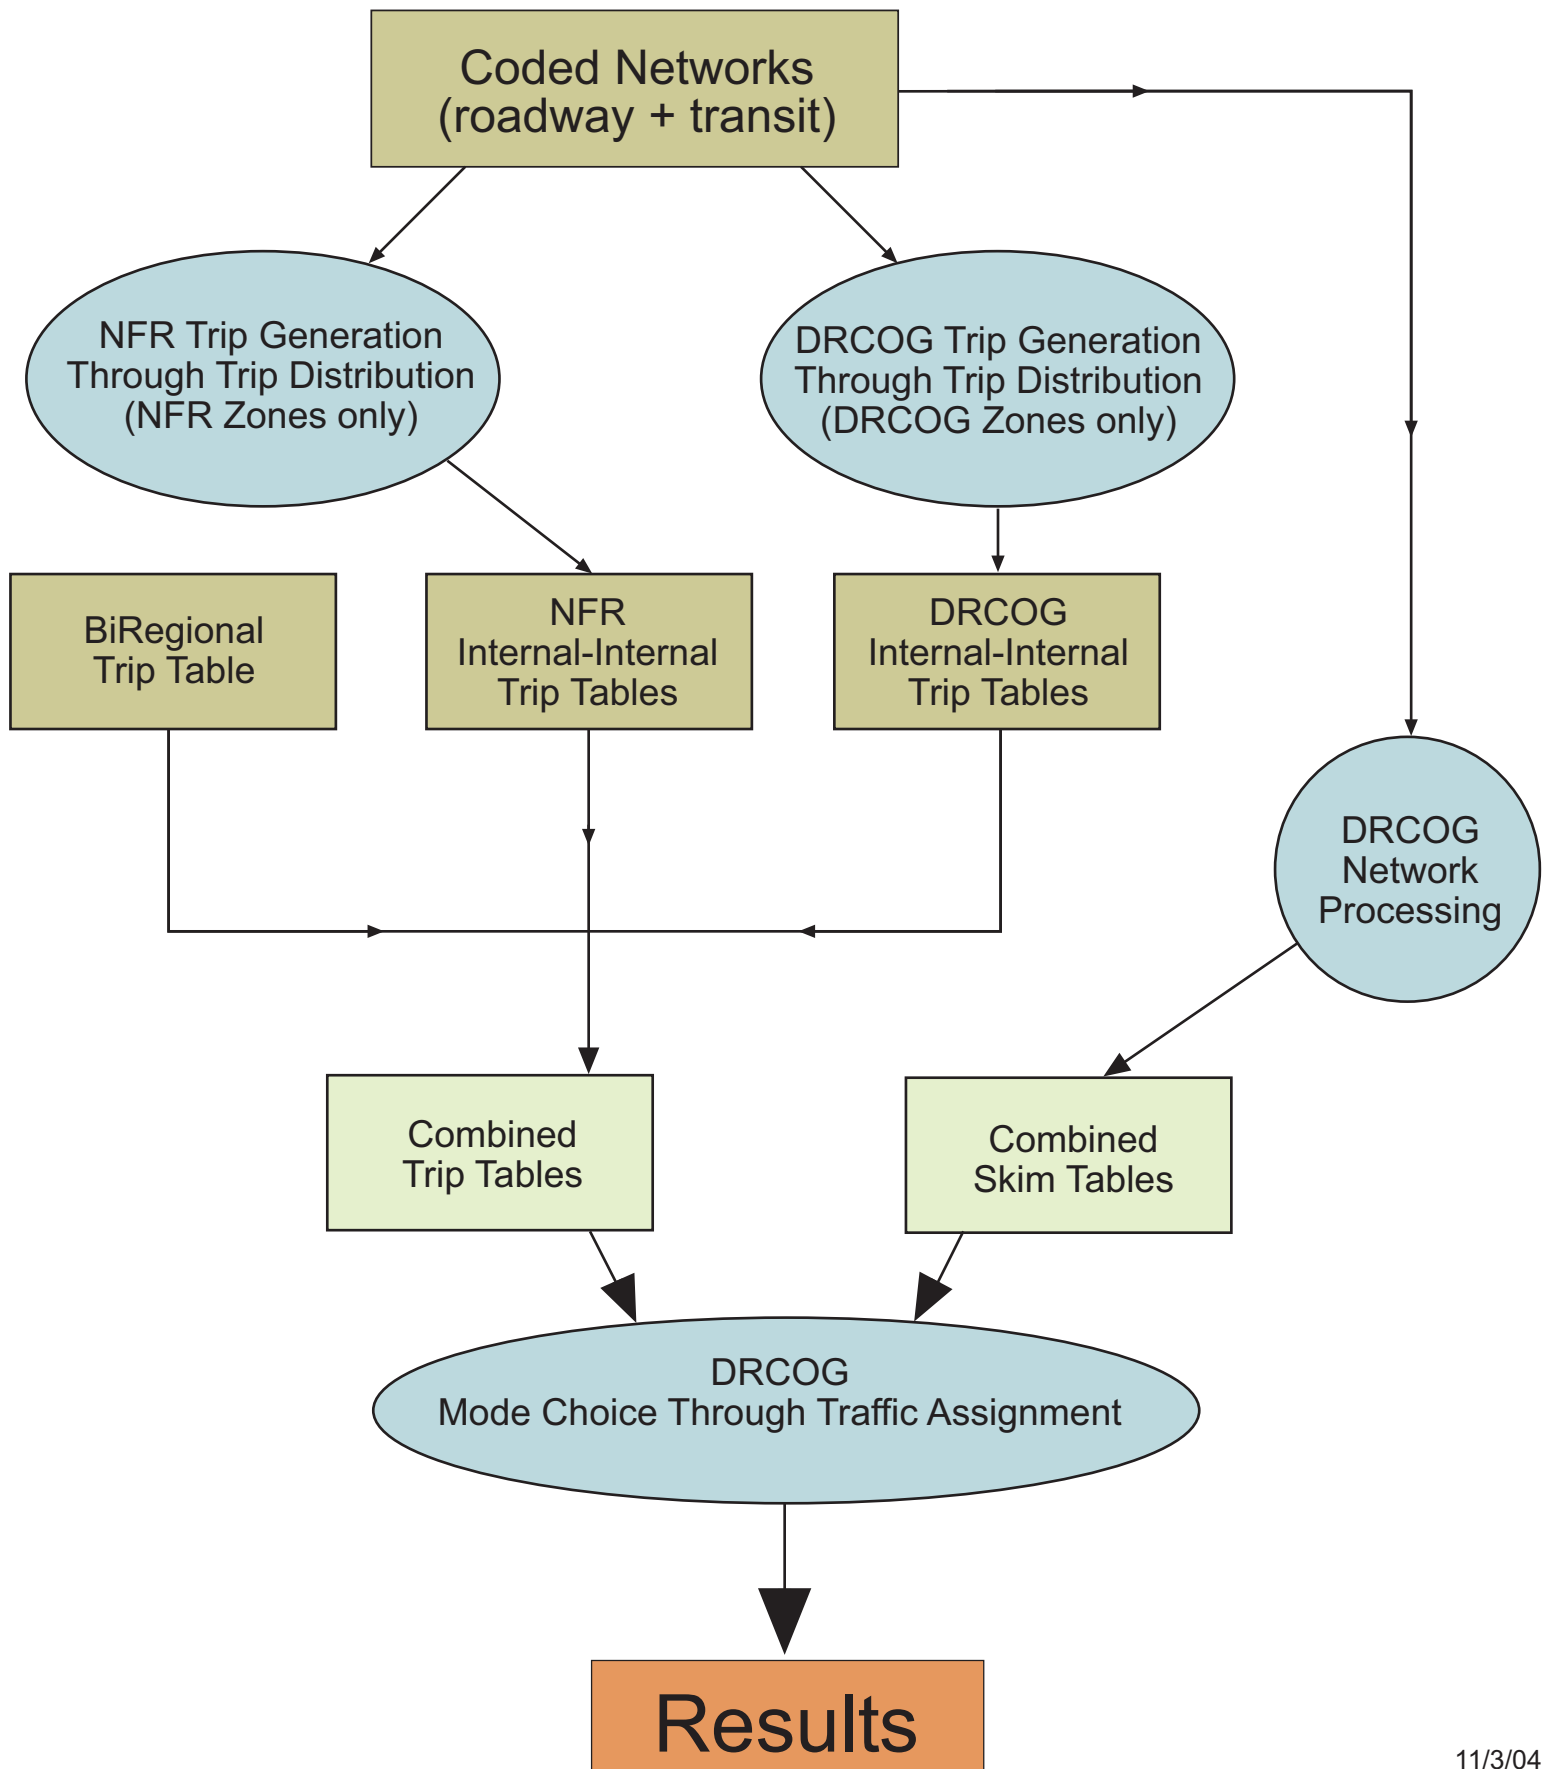 Coded Networks
(roadway + transit)
NFR Trip Generation
Through Trip Distribution
(NFR Zones only)
DRCOG Trip Generation
Through Trip Distribution
(DRCOG Zones only)
BiRegional
Trip Table
NFR
Internal-Internal
Trip Tables
DRCOG
Internal-Internal
Trip Tables
DRCOG
Network
Processing
Combined
Trip Tables
Combined
Skim Tables
DRCOG
Mode Choice Through Traffic Assignment
Results
11/3/04